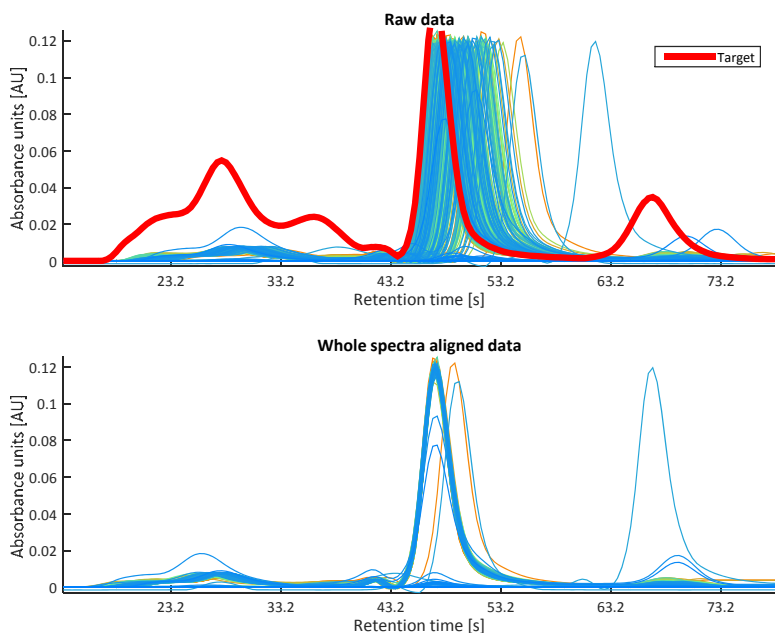 Raw data
0.12
0.1
0.08
0.06
0.04
0.02
0
Absorbance units [AU]
Target
23.2 33.2 43.2 53.2 63.2 73.2
Retention time [s]
Whole spectra aligned data
0.12
0.1
0.08
0.06
0.04
0.02
0
Absorbance units [AU]
23.2 33.2 43.2 53.2 63.2 73.2
Retention time [s]